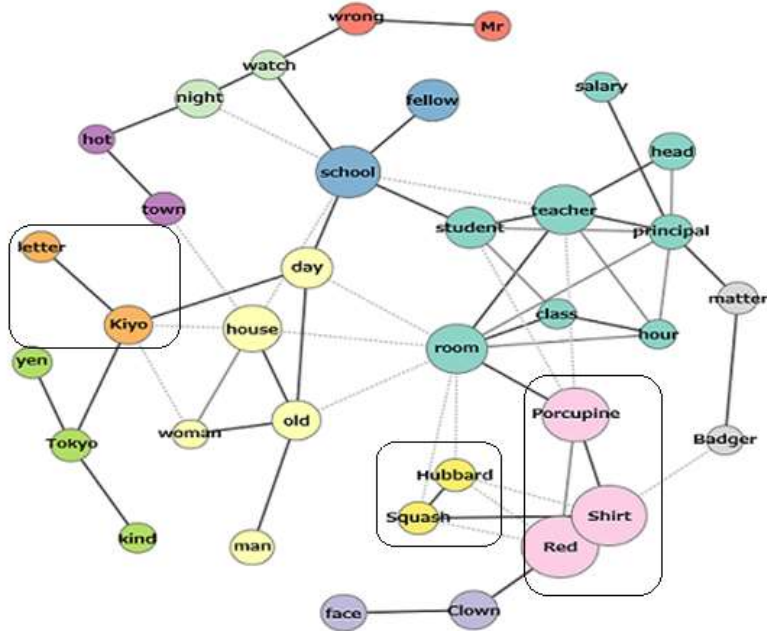 wrong
Mr
watch
night
fellow
salary
hot
head
school
town
teacher
student
principal
letter
day
matter
Kiyo
house
class
hour
room
yen
Porcupine
old
woman
Tokyo
Badger
Hubbard
Squash
Shirt
kind
man
Red
face
Clown